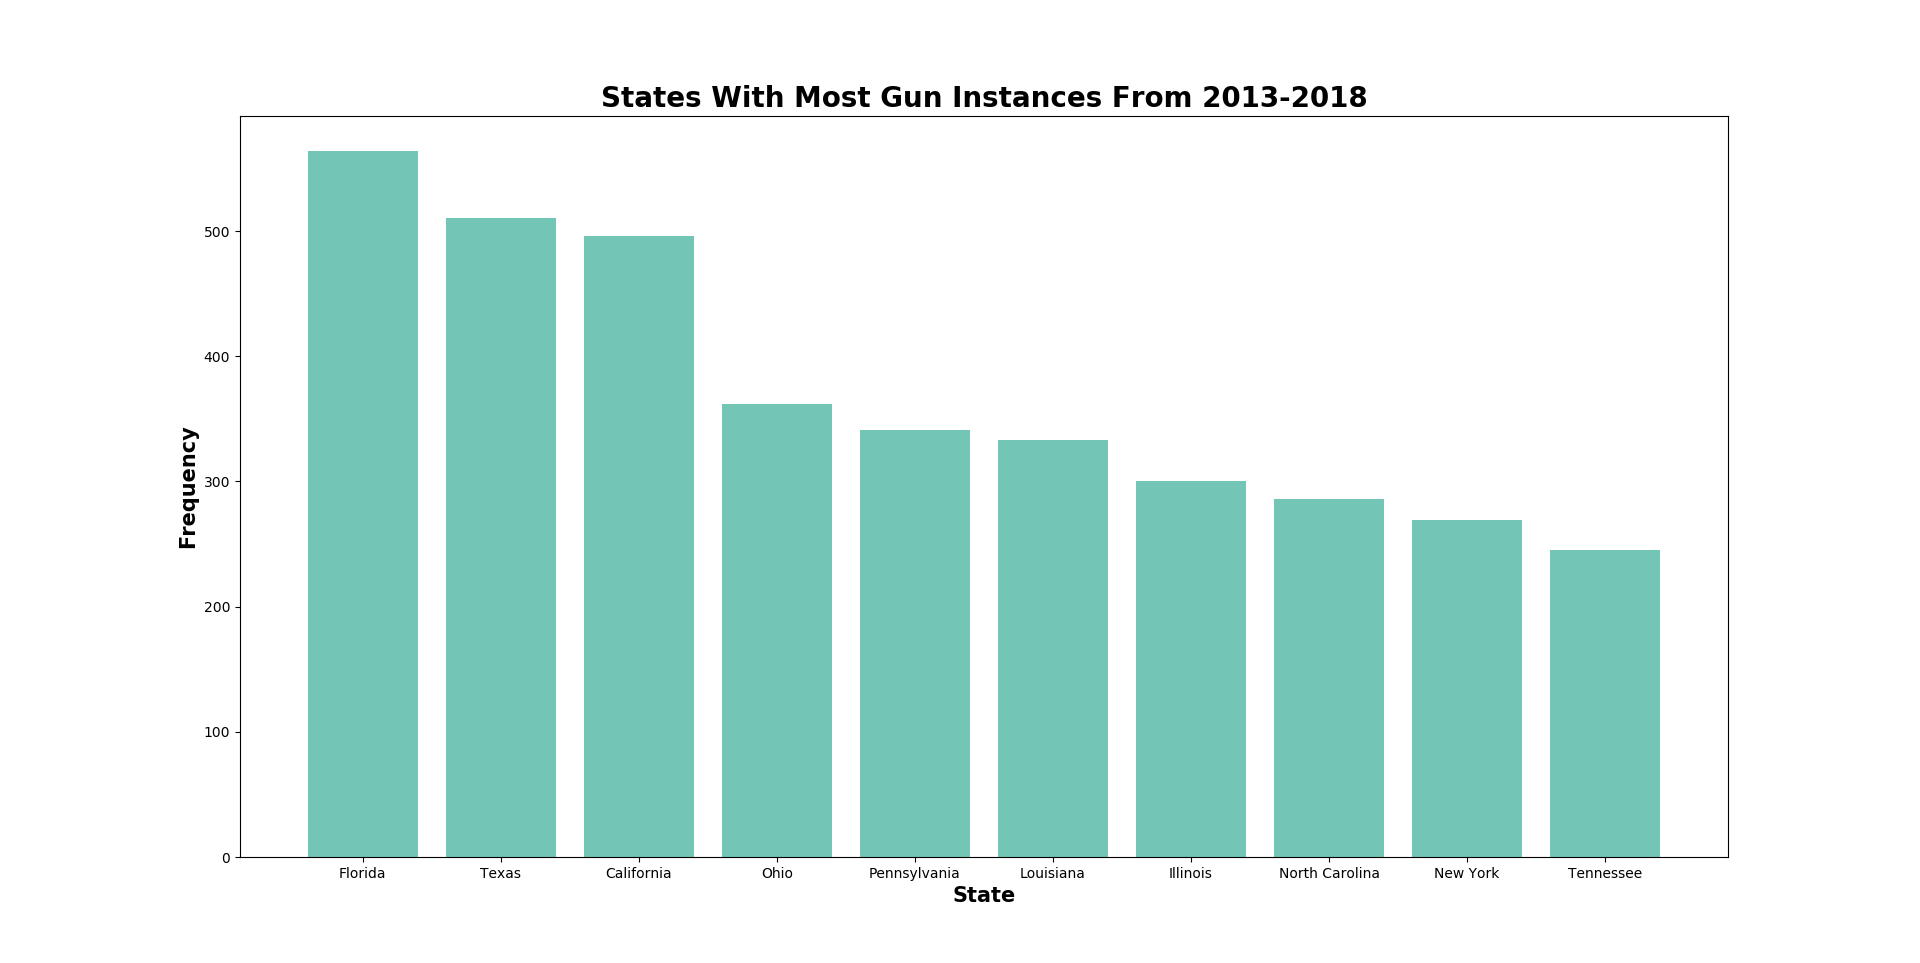 States With Most Gun Instances From 2013-2018
500
400
300
200
100
0
Frequency
Florida Texas California Ohio Pennsylvania Louisiana Illinois North Carolina New York Tennessee
State